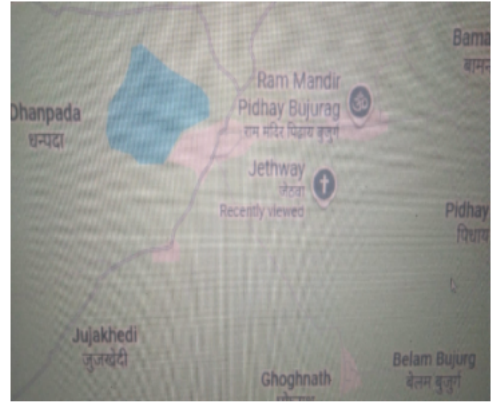 Bama
बामन
Dhanpada
धनपदा
Ram Mandir
Pidhay Bujurag
राम मंदिर पिढाय बुजुर्ग
Jethway
जेठवा
Recently viewed
Pidhay
पिधाय
Jujakhedi
जुजखेदी
Ghoghnath
Belam Bujurg
बेलम बुजुर्ग